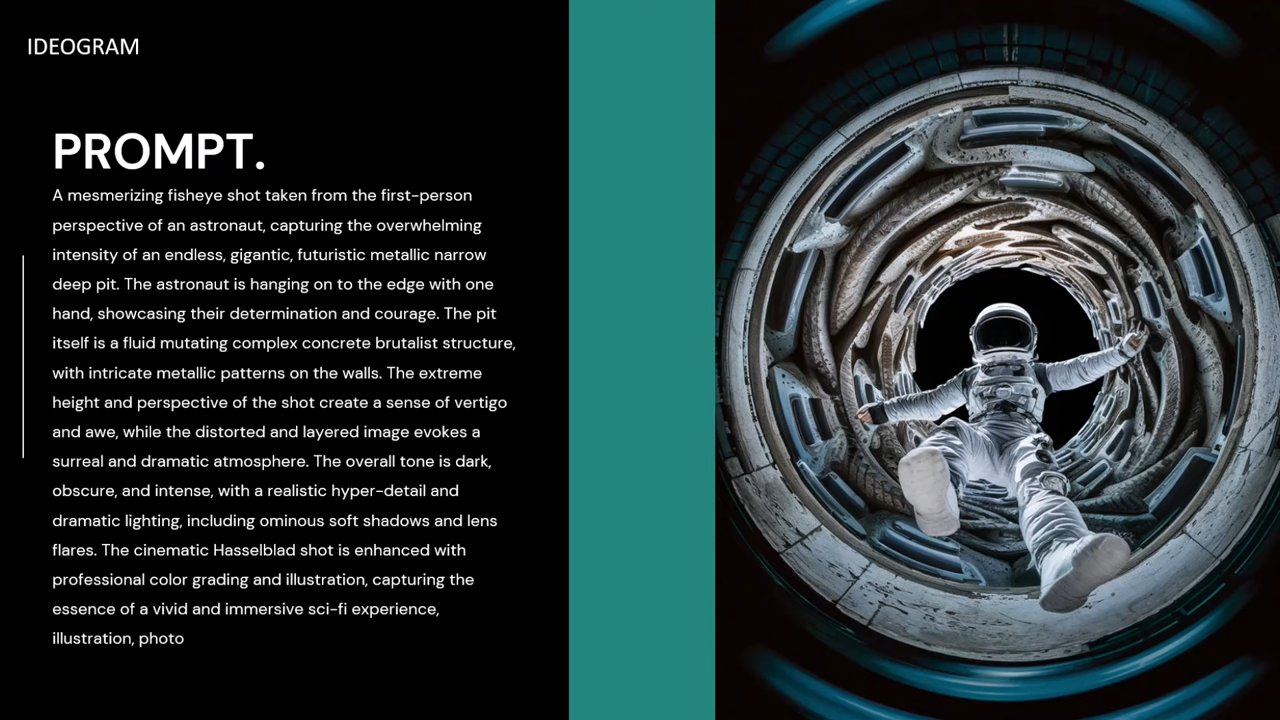 IDEOGRAM
PROMPT.
A mesmerizing fisheye shot taken from the first-person
perspective of an astronaut, capturing the overwhelming
intensity of an endless, gigantic, futuristic metallic narrow
deep pit. The astronaut is hanging on to the edge with one
hand, showcasing their determination and courage. The pit
itself is a fluid mutating complex concrete brutalist structure,
with intricate metallic patterns on the walls. The extreme
height and perspective of the shot create a sense of vertigo
and awe, while the distorted and layered image evokes a
surreal and dramatic atmosphere. The overall tone is dark,
obscure, and intense, with a realistic hyper-detail and
dramatic lighting, including ominous soft shadows and lens
flares. The cinematic Hasselblad shot is enhanced with
professional color grading and illustration, capturing the
essence of a vivid and immersive sci-fi experience,
illustration, photo